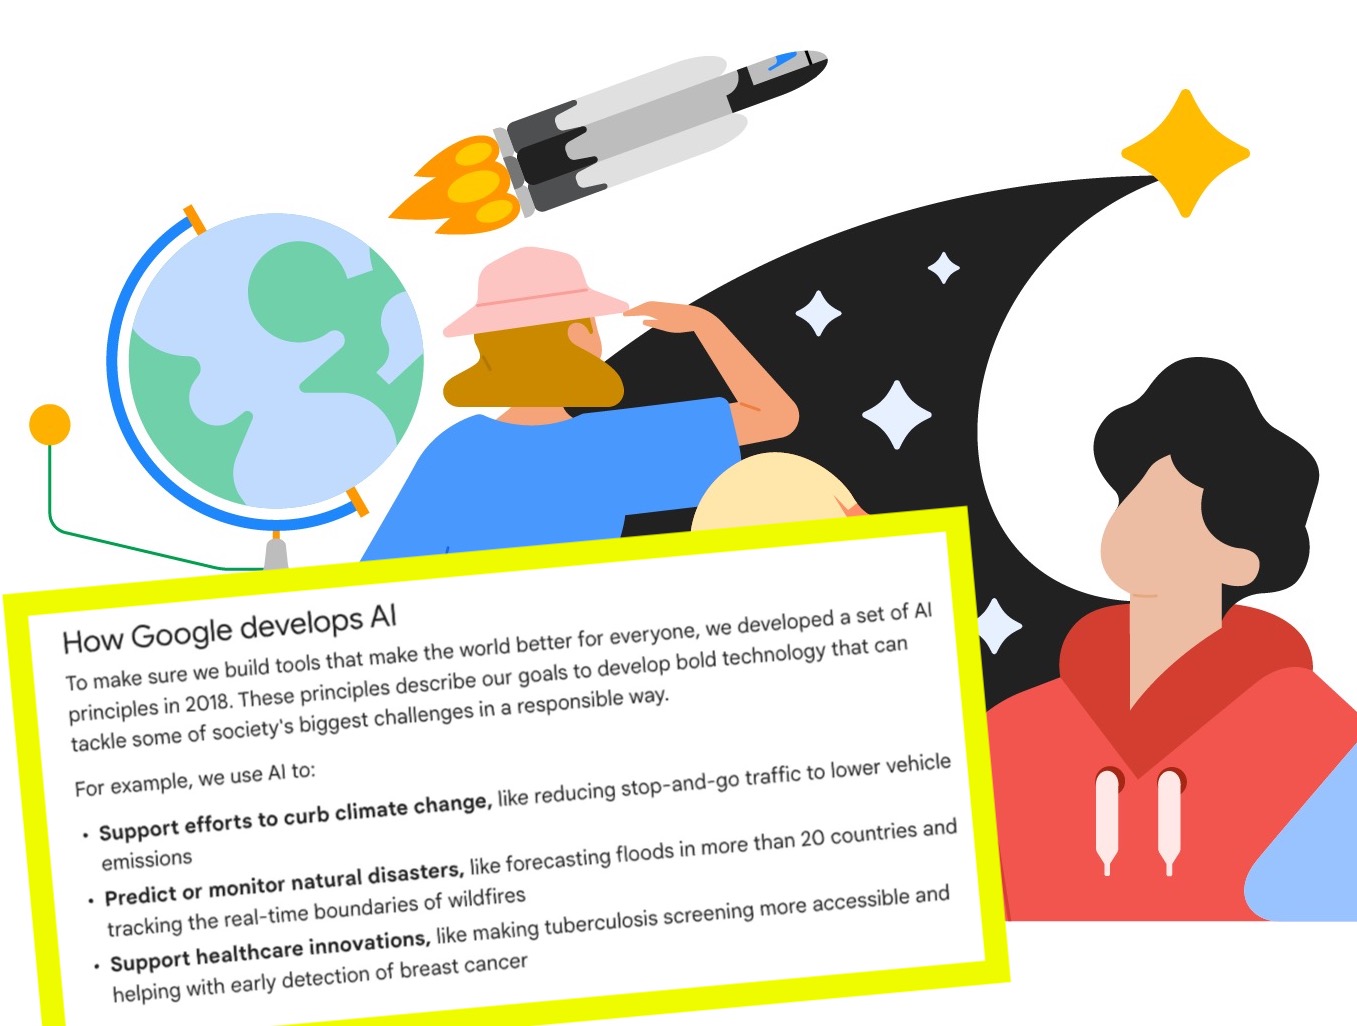 How Google develops AI
To make sure we build tools that make the world better for everyone, we developed a set of AI
principles in 2018. These principles describe our goals to develop bold technology that can
tackle some of society's biggest challenges in a responsible way.
For example, we use AI to:
• Support efforts to curb climate change, like reducing stop-and-go traffic to lower vehicle
emissions
• Predict or monitor natural disasters, like forecasting floods in more than 20 countries and
tracking the real-time boundaries of wildfires
• Support healthcare innovations, like making tuberculosis screening more accessible and
helping with early detection of breast cancer